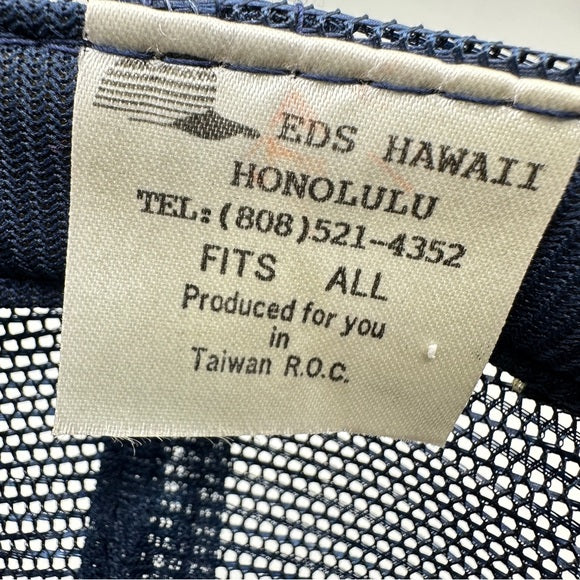 EDS HAWAII
HONOLULU
TEL:(808)521-4352
FITS ALL
Produced for you
in
Taiwan R.O.C.